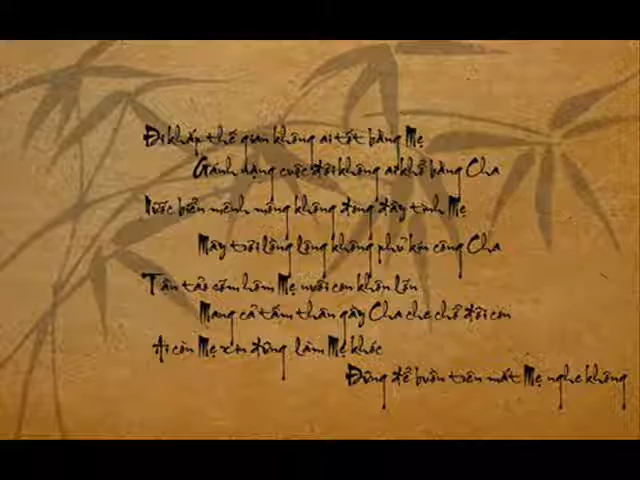 Đi khắp thế gian không ai tốt bằng Mẹ
Gánh nặng cuộc đời không ai khổ bằng Cha
Nước biển mênh mông không đong đầy tình Mẹ
Mây trời lồng lộng không phủ kín công Cha
Tần tảo sớm hôm Mẹ nuôi con khôn lớn
Mang cả tấm thân gầy Cha che chở đời con
Ai còn Mẹ xin đừng làm Mẹ khóc
Đừng để buồn trên mắt Mẹ nghe không